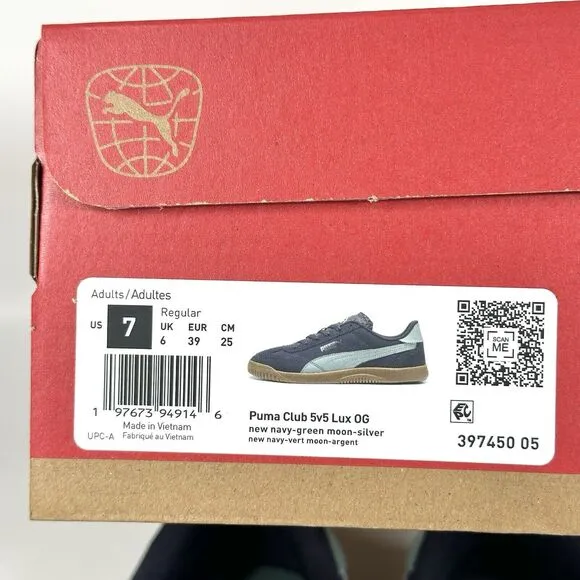 Adults/Adultes
Regular
US 7 UK EUR CM
6 39 25
1 97673 94914 6
Made in Vietnam
UPC-A Fabriqué au Vietnam
Puma Club 5v5 Lux OG
new navy-green moon-silver
new navy-vert moon-argent
SCAN
ME
397450 05